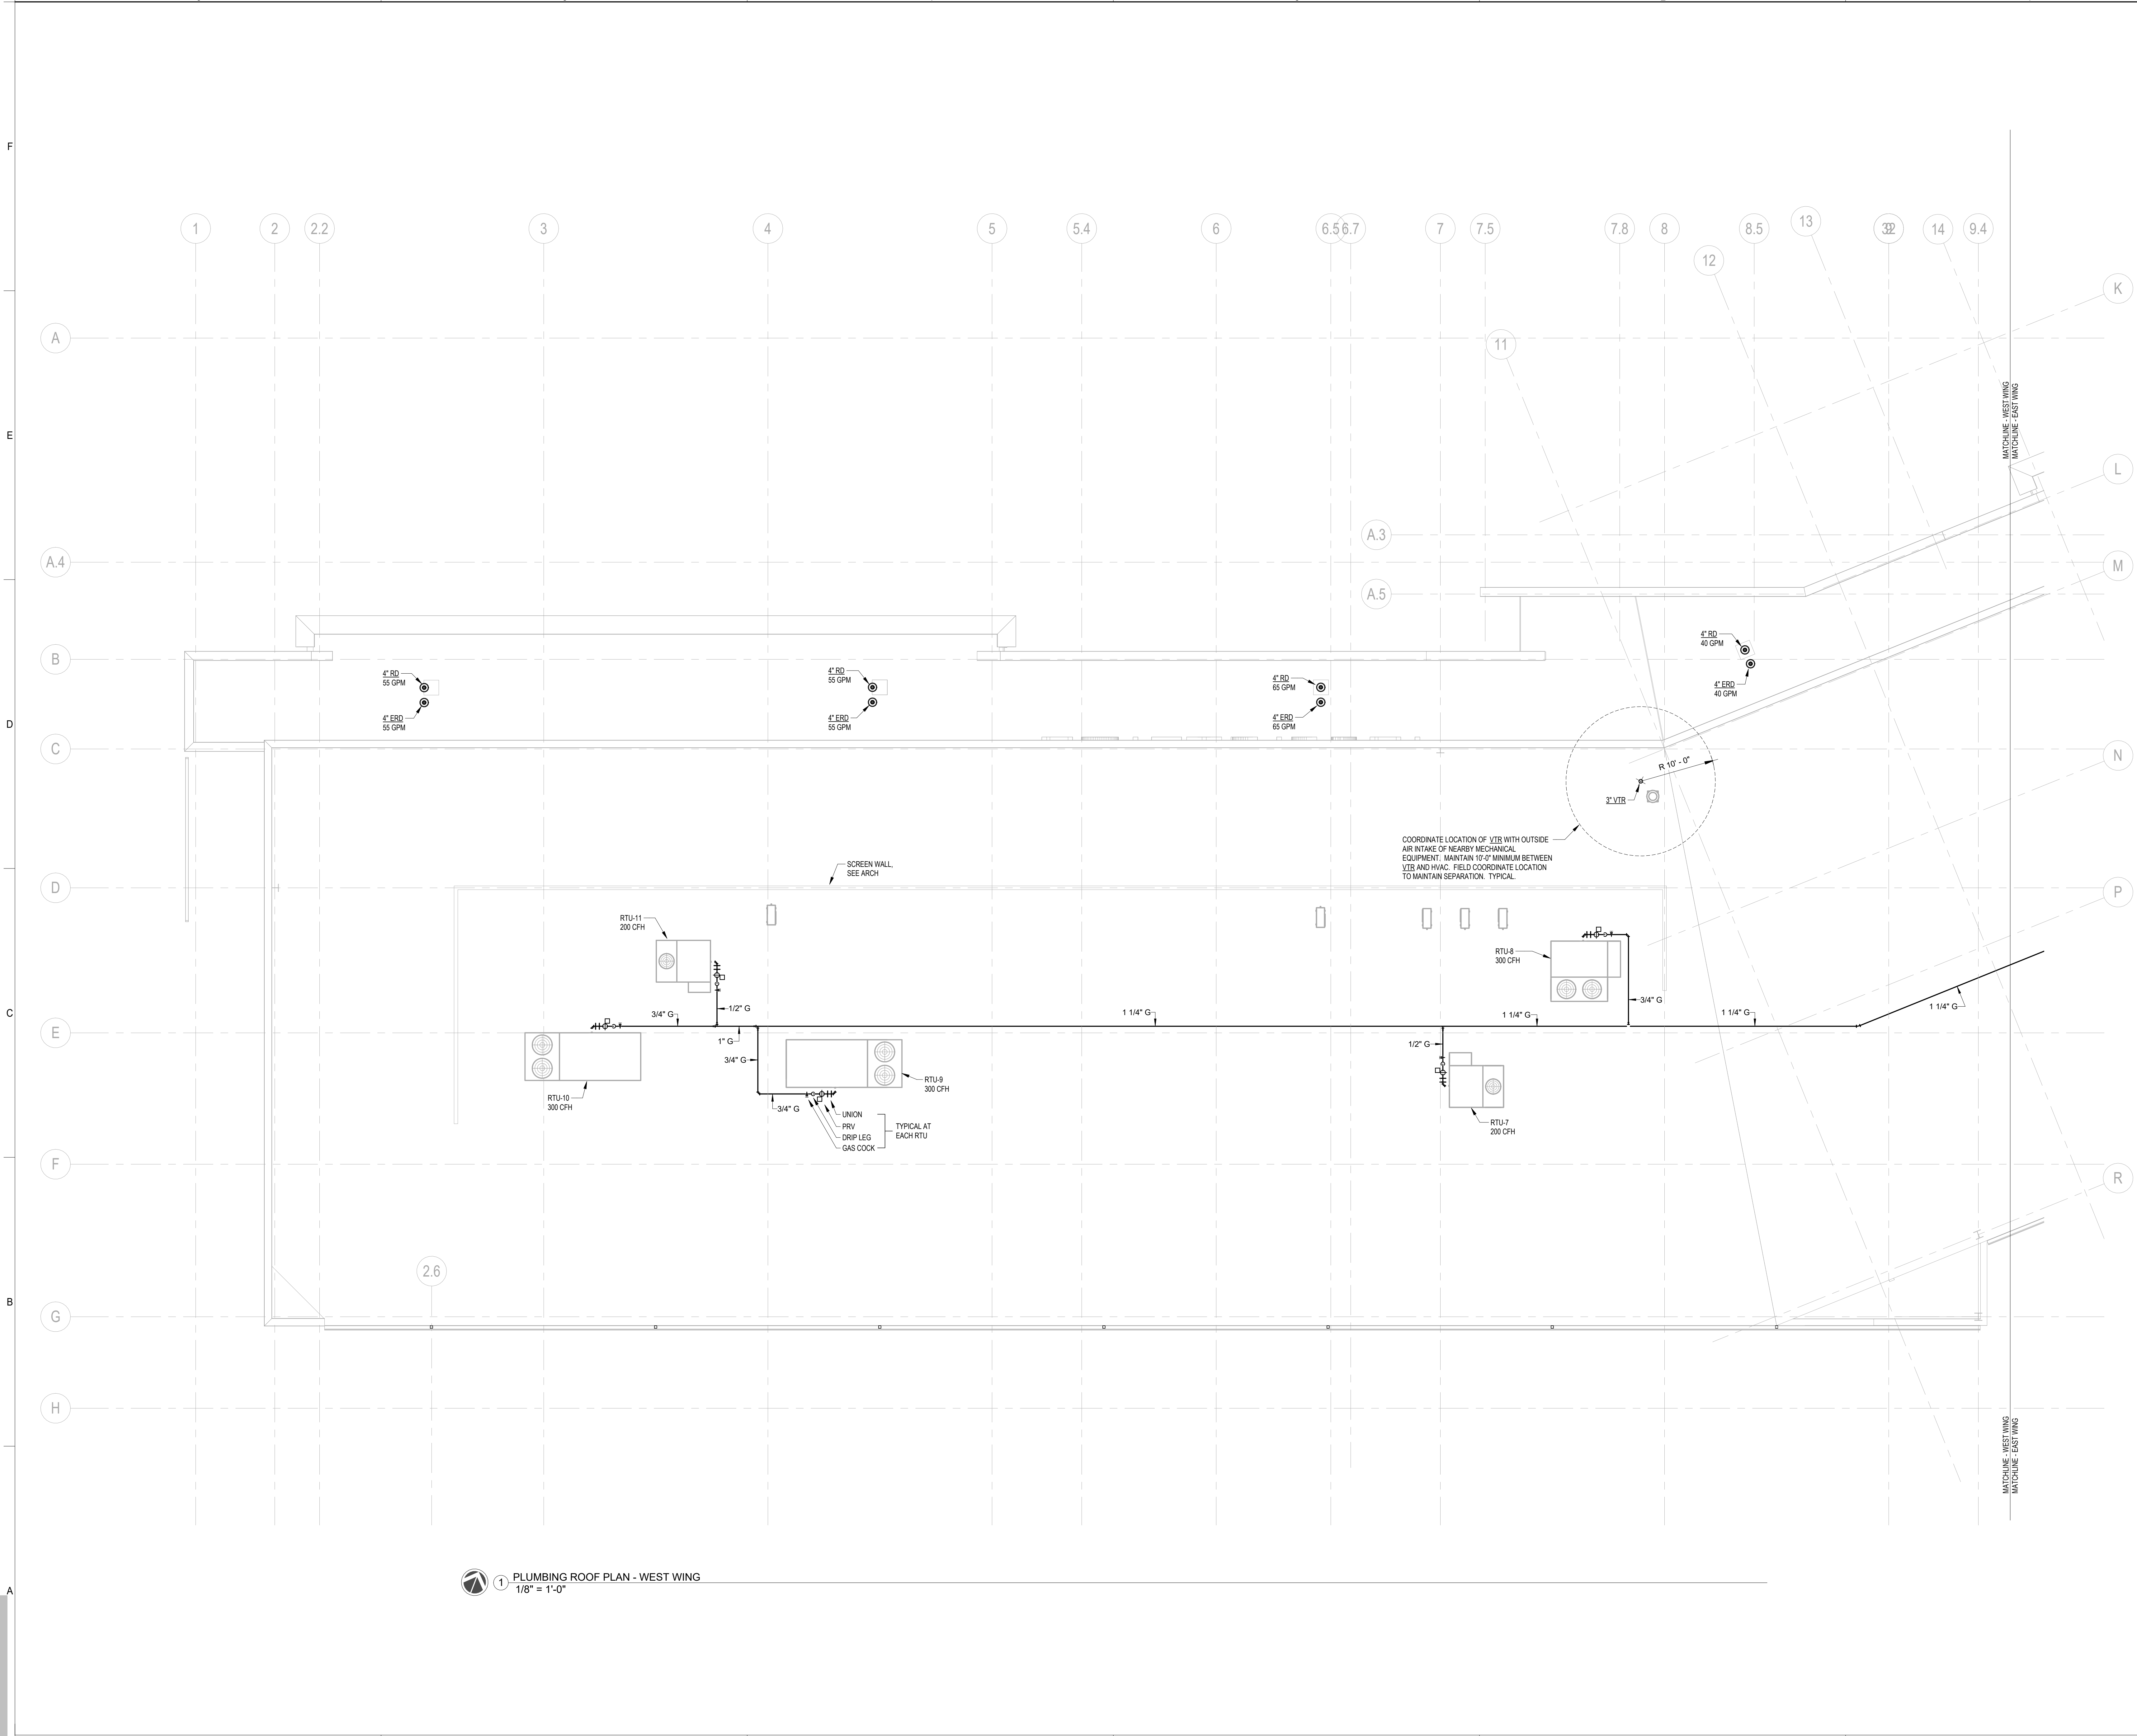 F
E
D
C
B
A
1
2
2.2
3
4
5
5.4
6
6.5
6.7
7
7.5
7.8
8
8.5
9.4
11
12
13
14
2.6
A
A.4
B
C
D
E
F
G
H
A.3
A.5
K
L
M
N
P
R
MATCHLINE - WEST WING
MATCHLINE - EAST WING
4" RD
55 GPM
4" ERD
55 GPM
4" RD
55 GPM
4" ERD
55 GPM
4" RD
65 GPM
4" ERD
65 GPM
4" RD
40 GPM
4" ERD
40 GPM
R 10' - 0"
3" VTR
COORDINATE LOCATION OF VTR WITH OUTSIDE
AIR INTAKE OF NEARBY MECHANICAL
EQUIPMENT. MAINTAIN 10'-0" MINIMUM BETWEEN
VTR AND HVAC. FIELD COORDINATE LOCATION
TO MAINTAIN SEPARATION. TYPICAL.
SCREEN WALL,
SEE ARCH
RTU-11
200 CFH
1/2" G
3/4" G
1" G
3/4" G
RTU-10
300 CFH
3/4" G
RTU-9
300 CFH
UNION
PRV
DRIP LEG
GAS COCK
TYPICAL AT
EACH RTU
1 1/4" G
1/2" G
RTU-7
200 CFH
RTU-8
300 CFH
3/4" G
1 1/4" G
1 1/4" G
1 1/4" G
MATCHLINE - WEST WING
MATCHLINE - EAST WING
1 PLUMBING ROOF PLAN - WEST WING
1/8" = 1'-0"